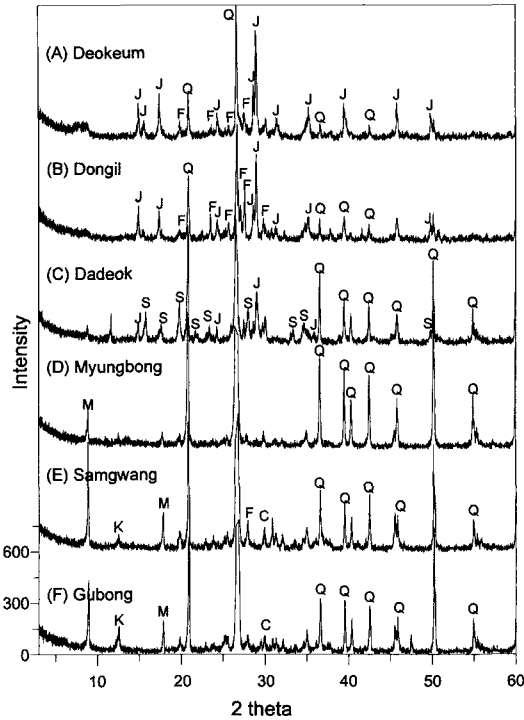 Q
J
(A) Deokeum
J J J J Q F F J F F J J J Q J Q J J
(B) Dongil
J J F Q F J F F F J J F J J Q Q Q J
(C) Dadeok
J S S S S S J S J S S J Q Q Q Q S Q Q
(D) Myungbong
M Q Q Q Q Q Q Q
(E) Samgwang
K M F C Q Q Q Q Q
(F) Gubong
K M C Q Q Q Q Q
Intensity
600
300
0
10 20 30 40 50 60
2 theta